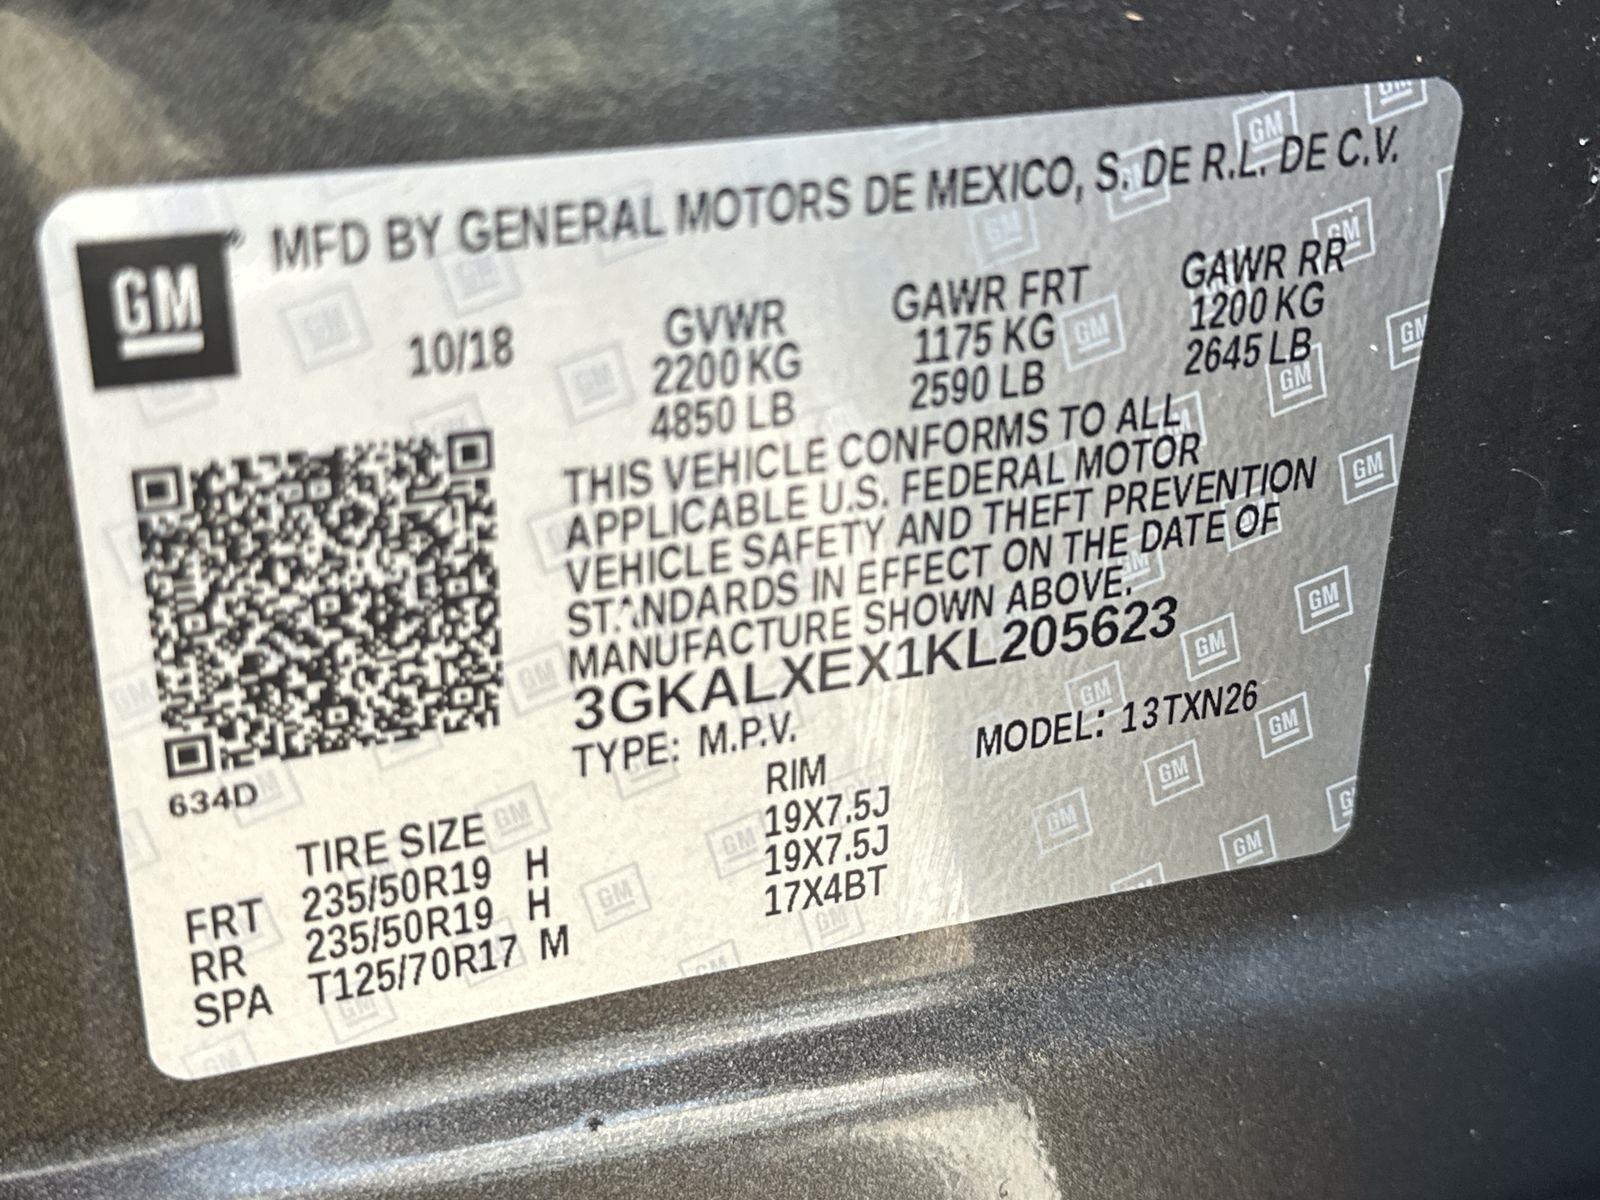 GM MFD BY GENERAL MOTORS DE MEXICO, S. DE R.L. DE C.V.
10/18
GVWR
2200 KG
4850 LB
GAWR FRT
1175 KG
2590 LB
GAWR RR
1200 KG
2645 LB
THIS VEHICLE CONFORMS TO ALL
APPLICABLE U.S. FEDERAL MOTOR
VEHICLE SAFETY AND THEFT PREVENTION
STANDARDS IN EFFECT ON THE DATE OF
MANUFACTURE SHOWN ABOVE.
3GKALXEX1KL205623
TYPE: M.P.V. MODEL: 13TXN26
634D
TIRE SIZE RIM
FRT 235/50R19 H 19X7.5J
RR 235/50R19 H 19X7.5J
SPA T125/70R17 M 17X4BT